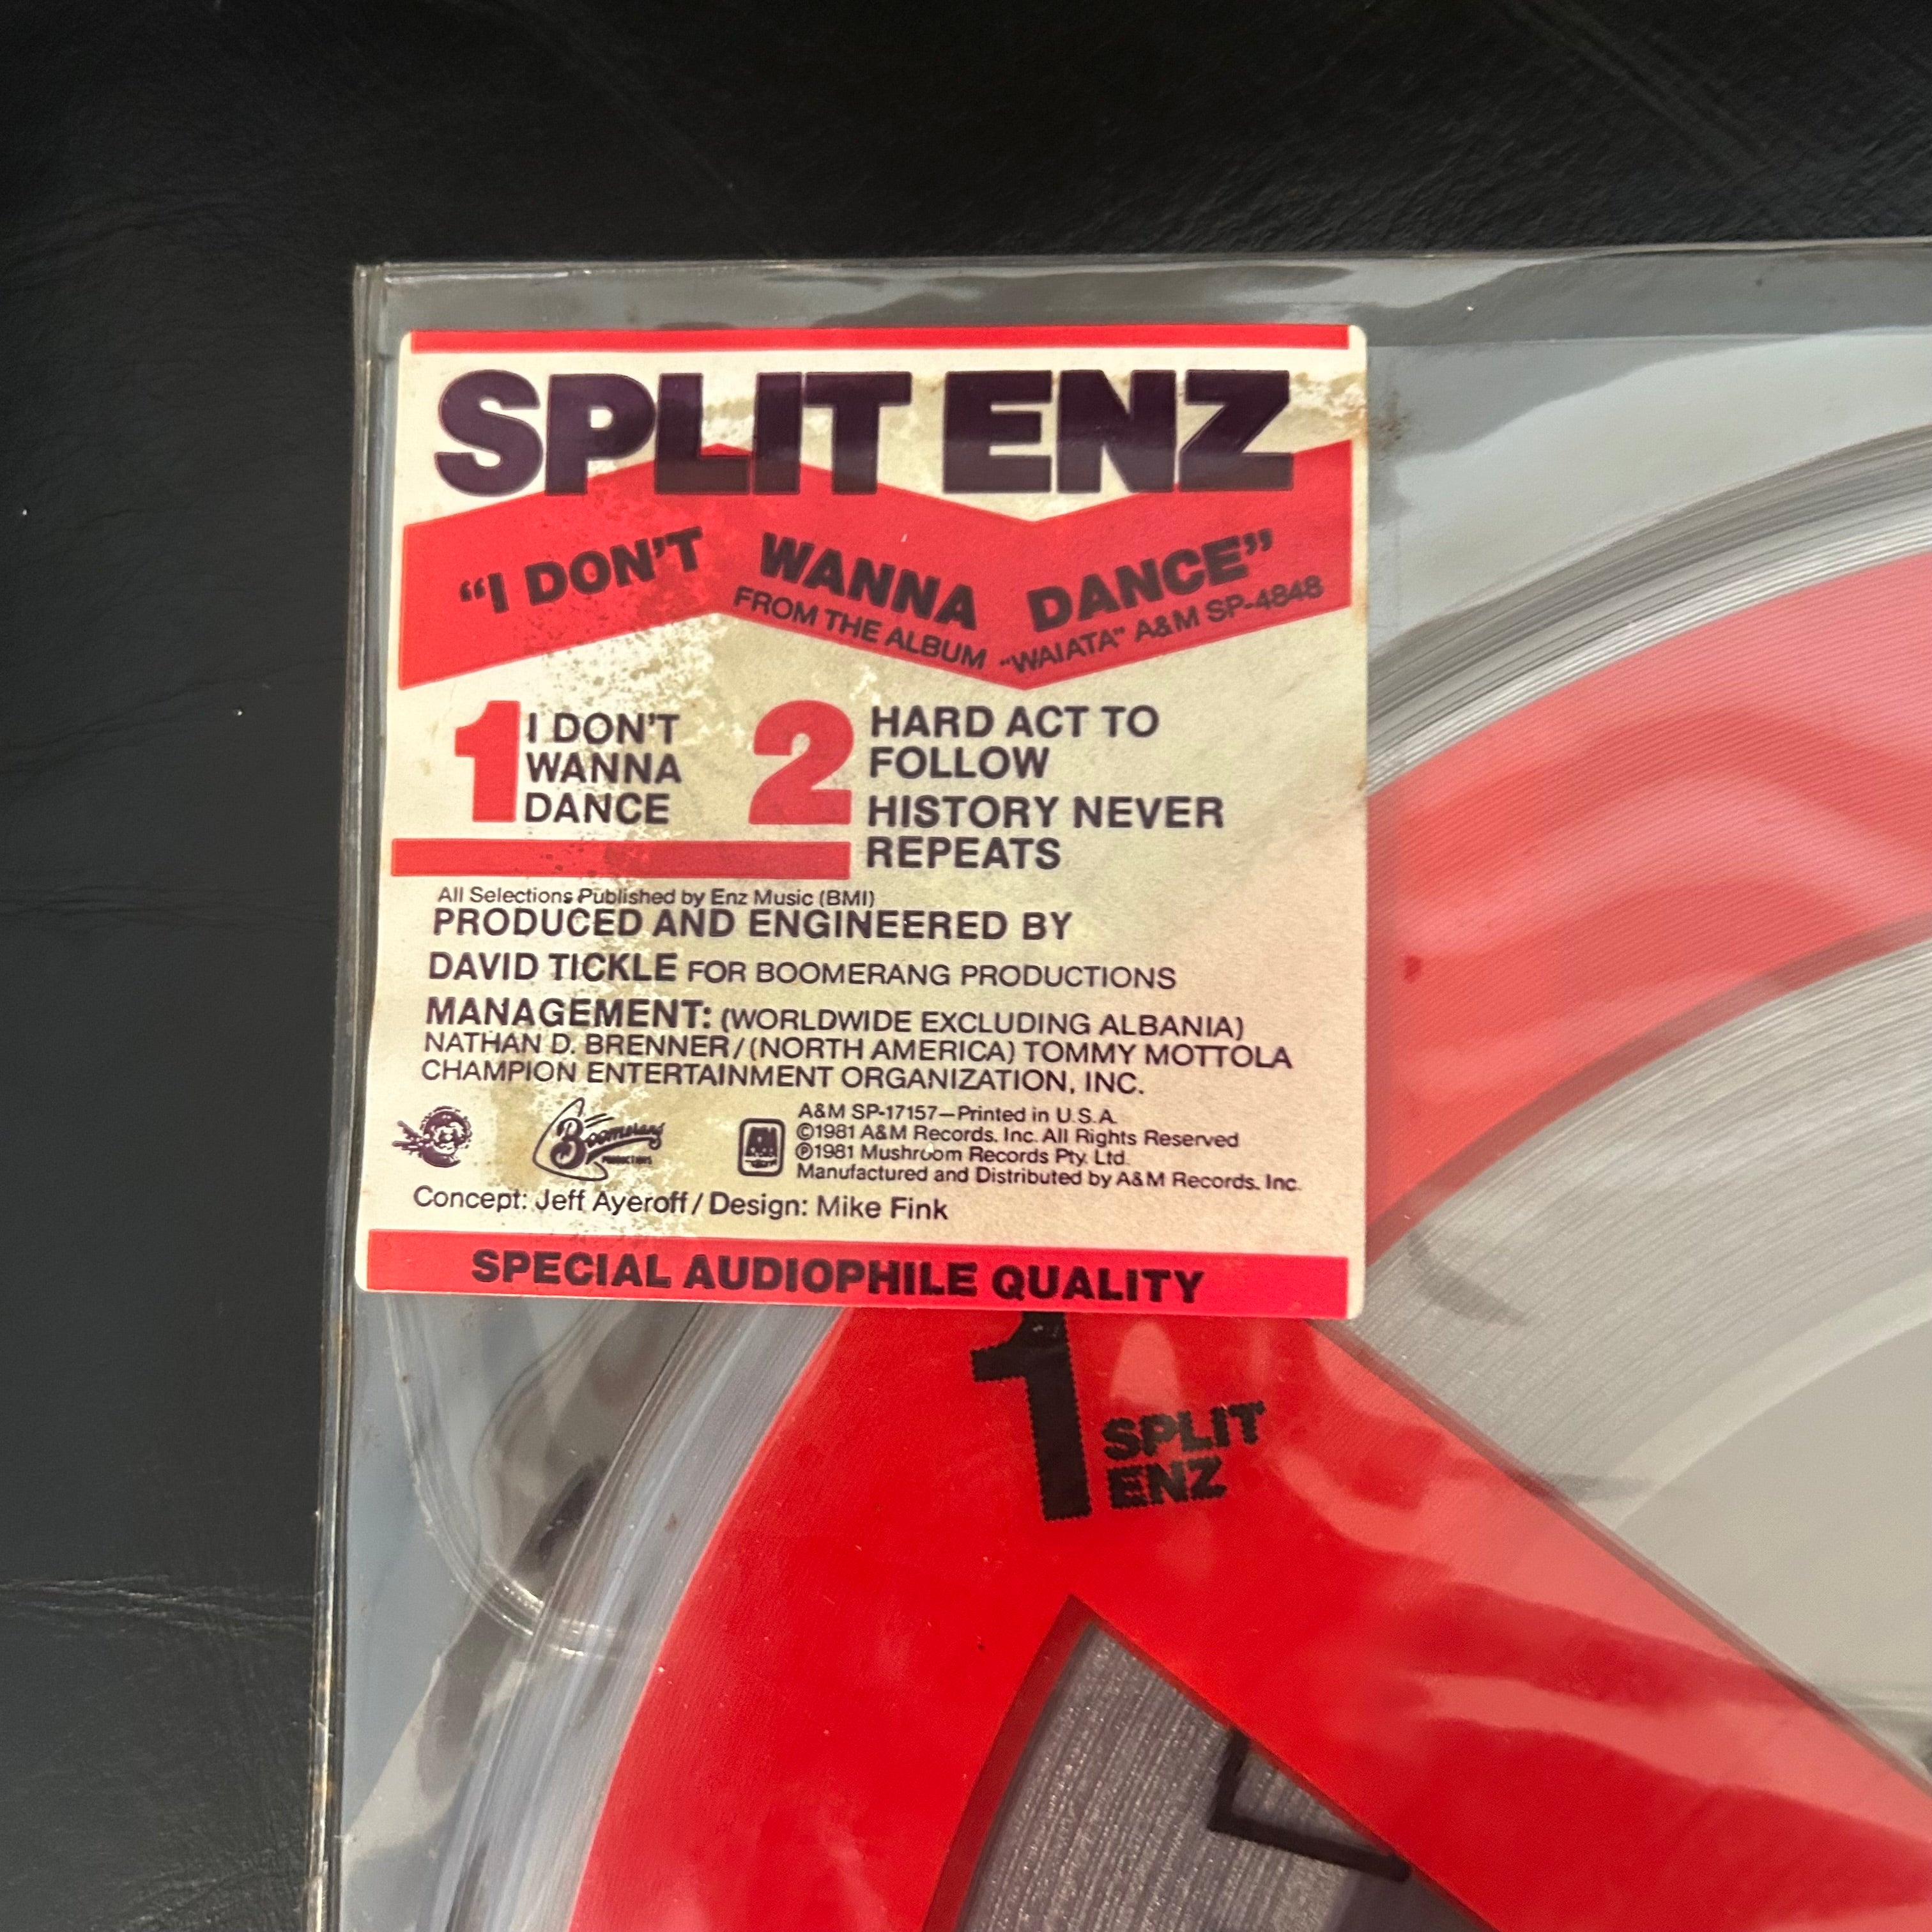 SPLIT ENZ
"I DON'T WANNA DANCE"
FROM THE ALBUM "WAIATA" A&M SP-4848
1 I DON'T
WANNA
DANCE
2 HARD ACT TO
FOLLOW
HISTORY NEVER
REPEATS
All Selections Published by Enz Music (BMI)
PRODUCED AND ENGINEERED BY
DAVID TICKLE FOR BOOMERANG PRODUCTIONS
MANAGEMENT: (WORLDWIDE EXCLUDING ALBANIA)
NATHAN D. BRENNER/(NORTH AMERICA) TOMMY MOTTOLA
CHAMPION ENTERTAINMENT ORGANIZATION, INC.
Boomerang
PRODUCTIONS
A&M SP-17157—Printed in U.S.A.
©1981 A&M Records, Inc. All Rights Reserved
℗1981 Mushroom Records Pty. Ltd.
Manufactured and Distributed by A&M Records, Inc.
Concept: Jeff Ayeroff / Design: Mike Fink
SPECIAL AUDIOPHILE QUALITY
1 SPLIT
ENZ